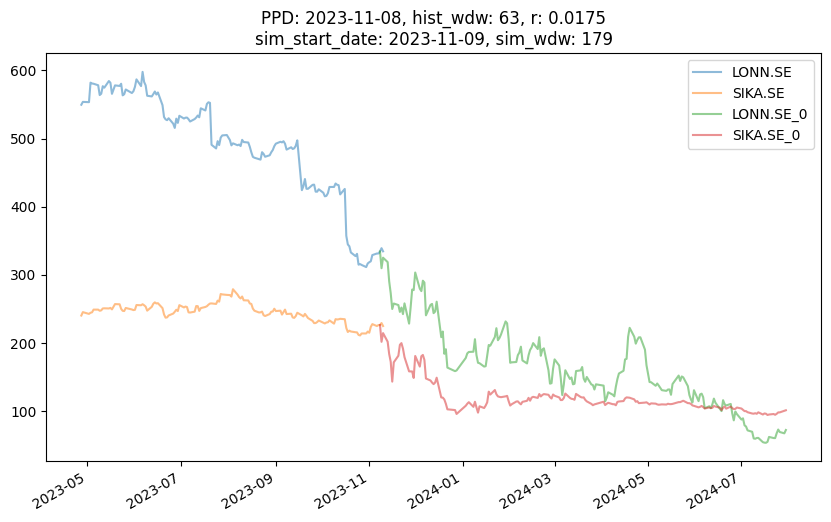 PPD: 2023-11-08, hist_wdw: 63, r: 0.0175
sim_start_date: 2023-11-09, sim_wdw: 179
LONN.SE
SIKA.SE
LONN.SE_0
SIKA.SE_0
600
500
400
300
200
100
2023-05
2023-07
2023-09
2023-11
2024-01
2024-03
2024-05
2024-07